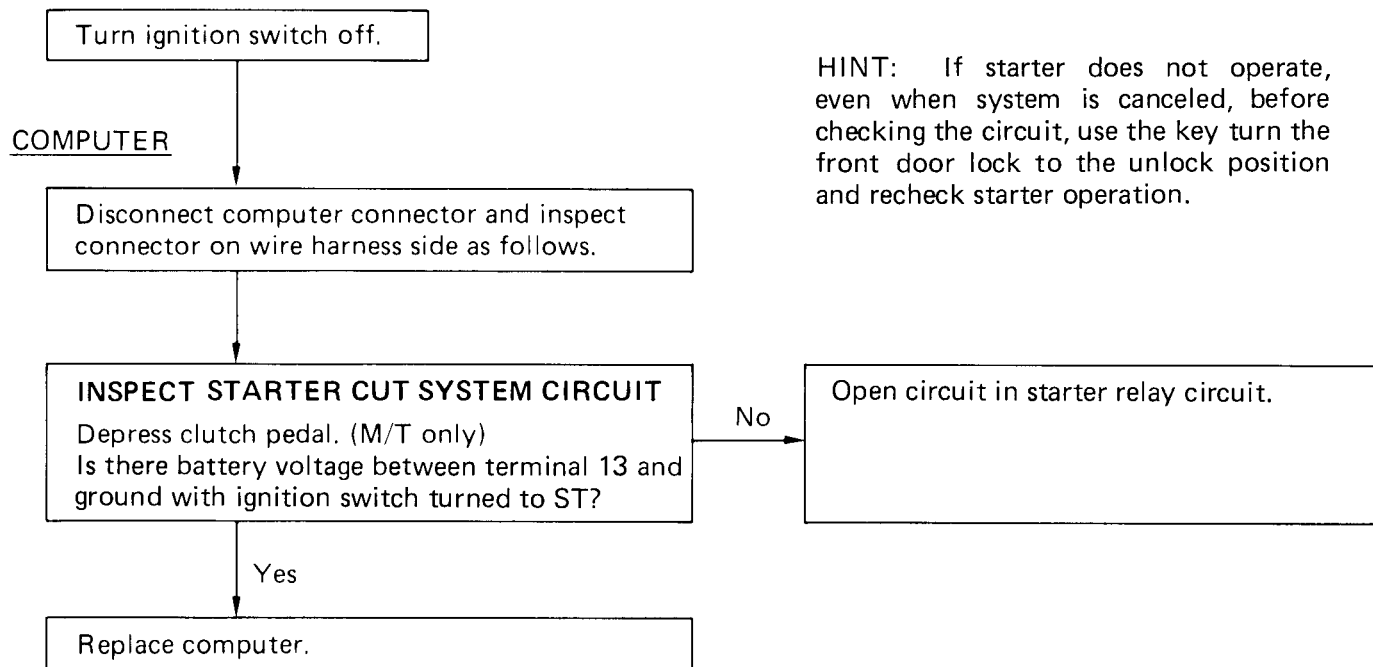 Turn ignition switch off.
HINT: If starter does not operate,
even when system is canceled, before
checking the circuit, use the key turn the
front door lock to the unlock position
and recheck starter operation.
COMPUTER
Disconnect computer connector and inspect
connector on wire harness side as follows.
INSPECT STARTER CUT SYSTEM CIRCUIT
Depress clutch pedal. (M/T only)
Is there battery voltage between terminal 13 and
ground with ignition switch turned to ST?
No
Open circuit in starter relay circuit.
Yes
Replace computer.